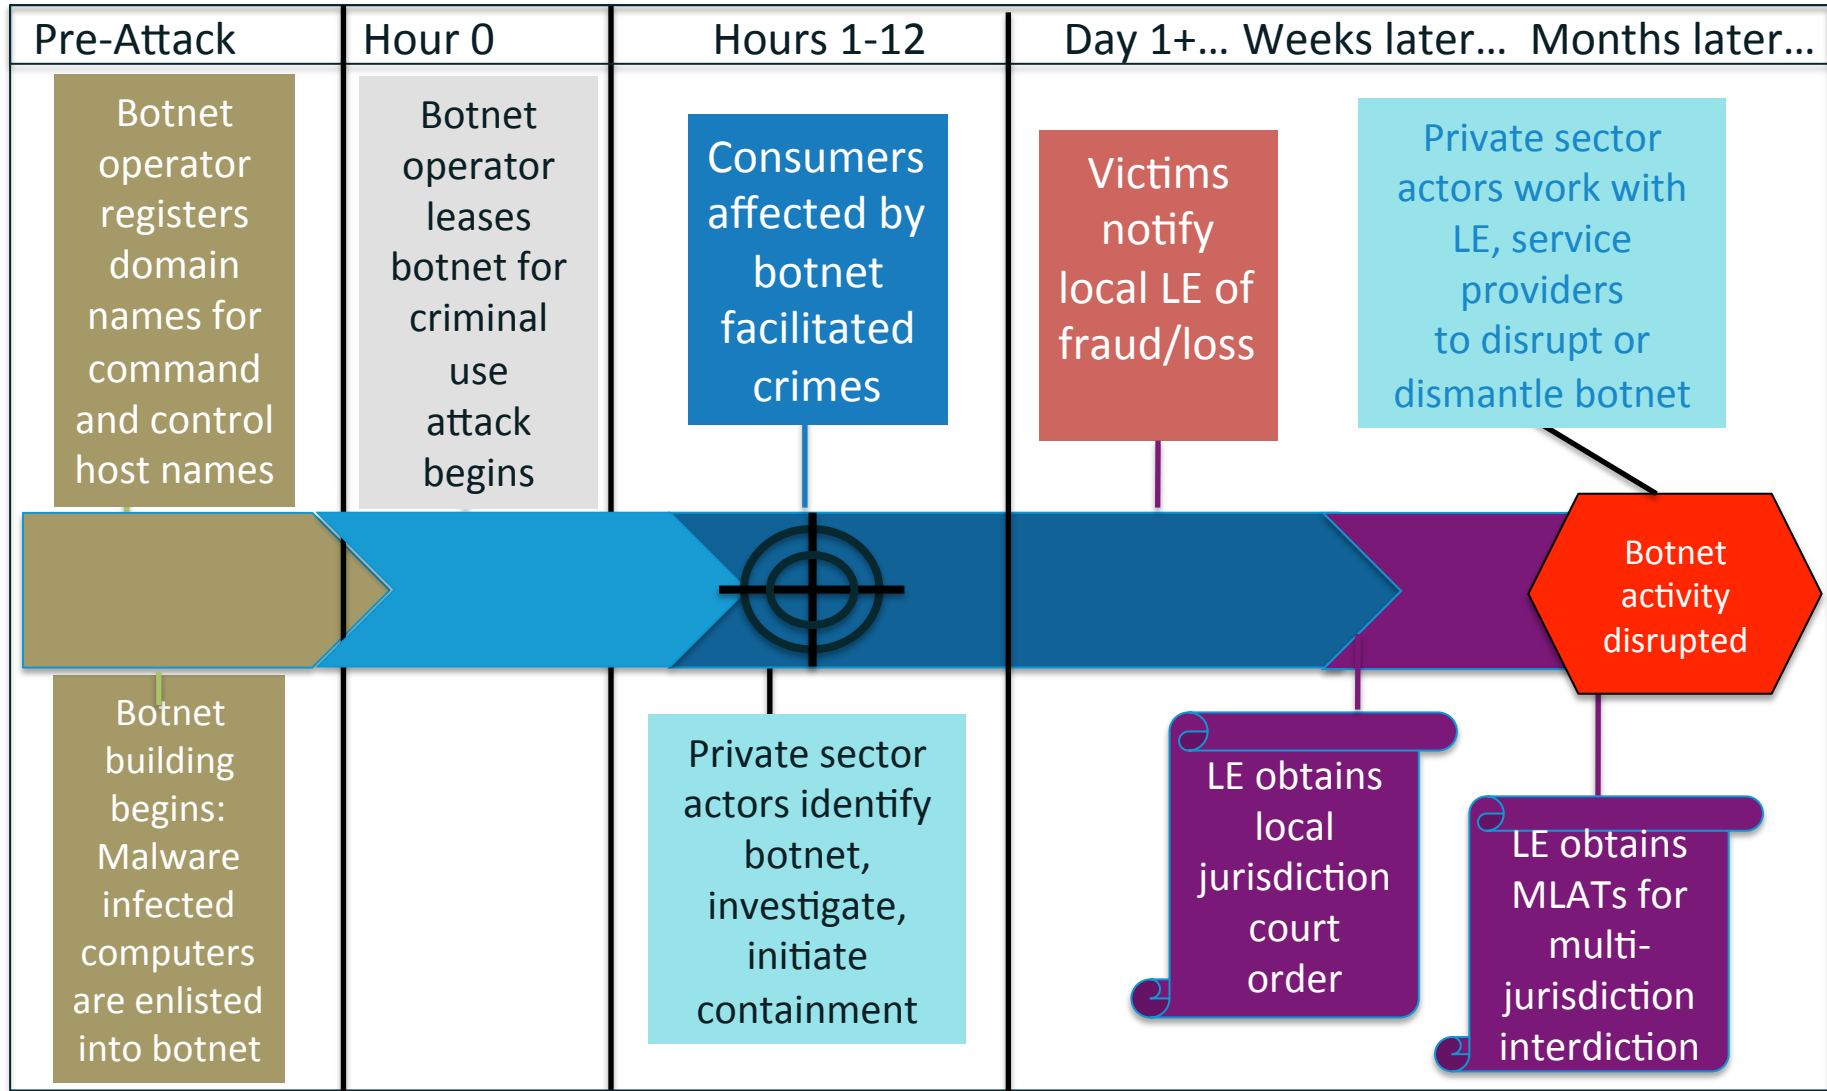 Pre-Attack
Hour 0
Hours 1-12
Day 1+... Weeks later... Months later...
Botnet
operator
registers
domain
names for
command
and control
host names
Botnet
operator
leases
botnet for
criminal
use
attack
begins
Consumers
affected by
botnet
facilitated
crimes
Victims
notify
local LE of
fraud/loss
Private sector
actors work with
LE, service
providers
to disrupt or
dismantle botnet
Botnet
activity
disrupted
Botnet
building
begins:
Malware
infected
computers
are enlisted
into botnet
Private sector
actors identify
botnet,
investigate,
initiate
containment
LE obtains
local
jurisdiction
court
order
LE obtains
MLATs for
multi-
jurisdiction
interdiction